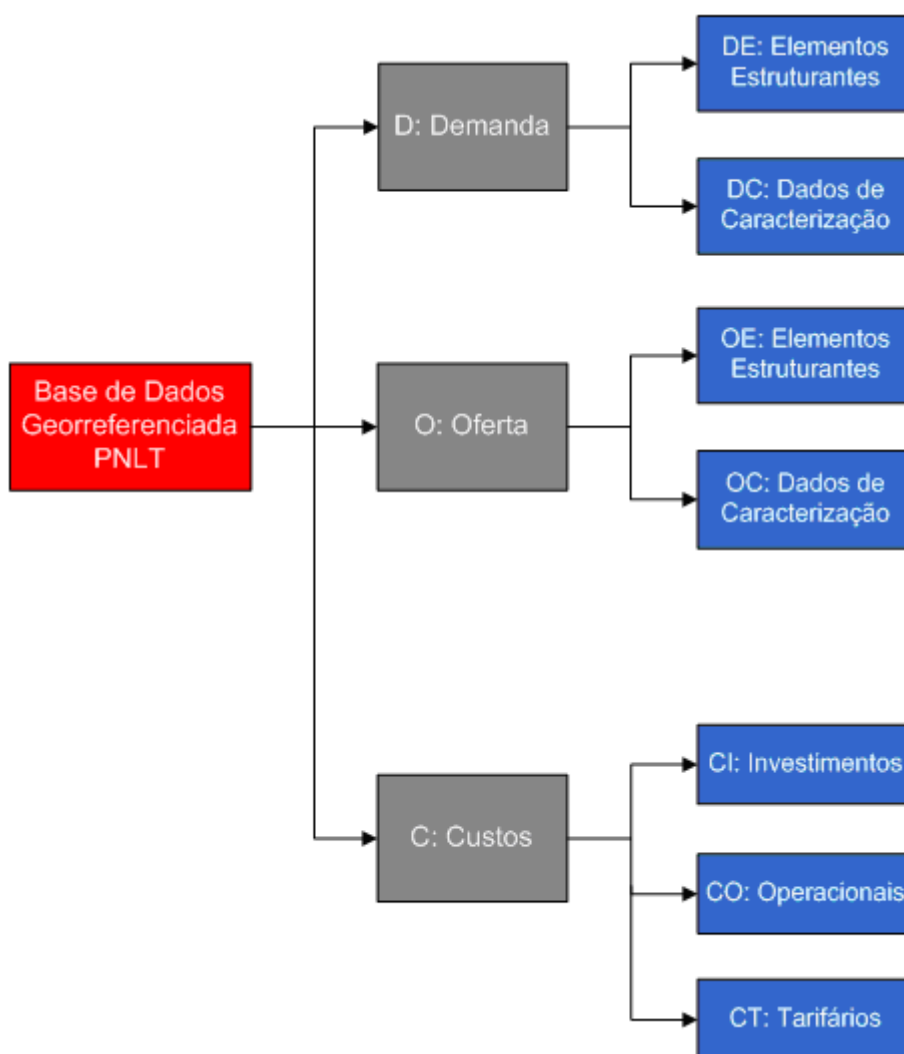 Base de Dados
Georreferenciada
PNLT
D: Demanda
DE: Elementos
Estruturantes
DC: Dados de
Caracterização
O: Oferta
OE: Elementos
Estruturantes
OC: Dados de
Caracterização
C: Custos
CI: Investimentos
CO: Operacionais
CT: Tarifários